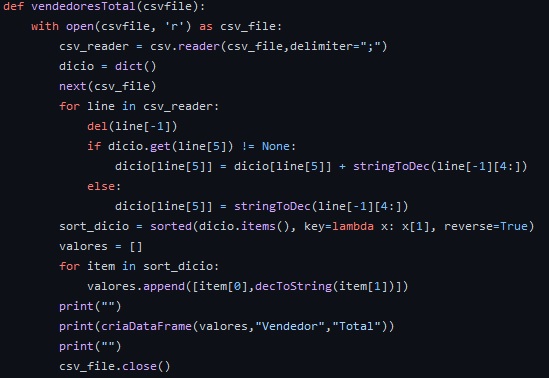 def vendedoresTotal(csvfile):
    with open(csvfile, 'r') as csv_file:
        csv_reader = csv.reader(csv_file,delimiter=";")
        dicio = dict()
        next(csv_file)
        for line in csv_reader:
            del(line[-1])
            if dicio.get(line[5]) != None:
                dicio[line[5]] = dicio[line[5]] + stringToDec(line[-1][4:])
            else:
                dicio[line[5]] = stringToDec(line[-1][4:])
        sort_dicio = sorted(dicio.items(), key=lambda x: x[1], reverse=True)
        valores = []
        for item in sort_dicio:
            valores.append([item[0],decToString(item[1])])
        print("")
        print(criaDataFrame(valores,"Vendedor","Total"))
        print("")
        csv_file.close()